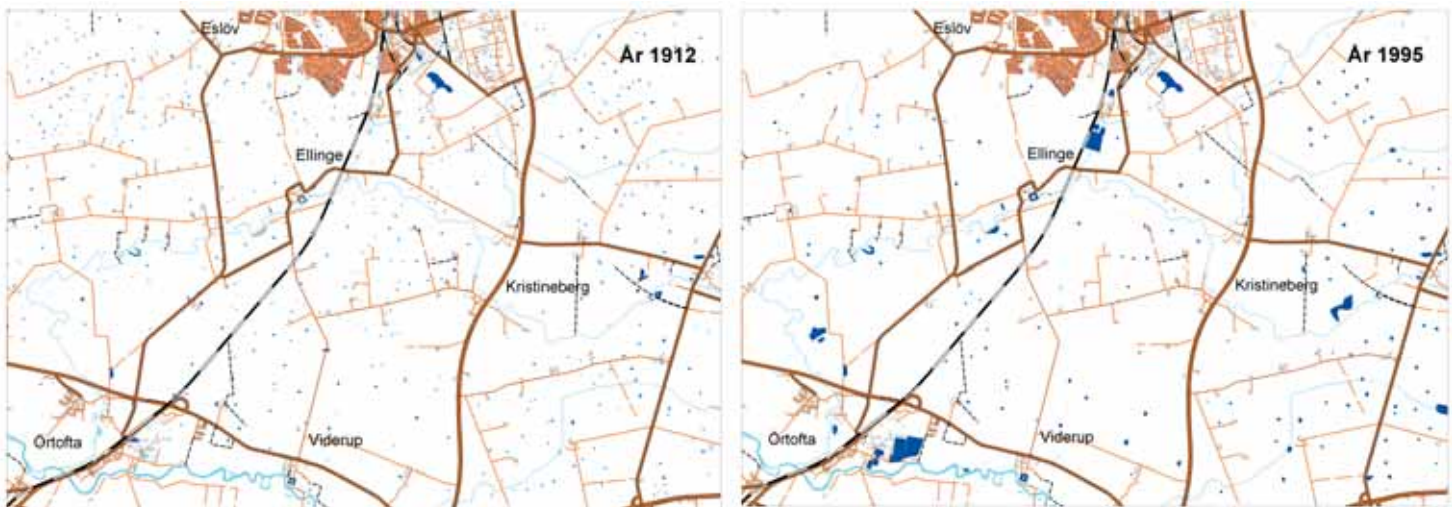 Eslöv
År 1912
Ellinge
Kristineberg
Örtofta
Viderup
Eslöv
År 1995
Ellinge
Kristineberg
Örtofta
Viderup